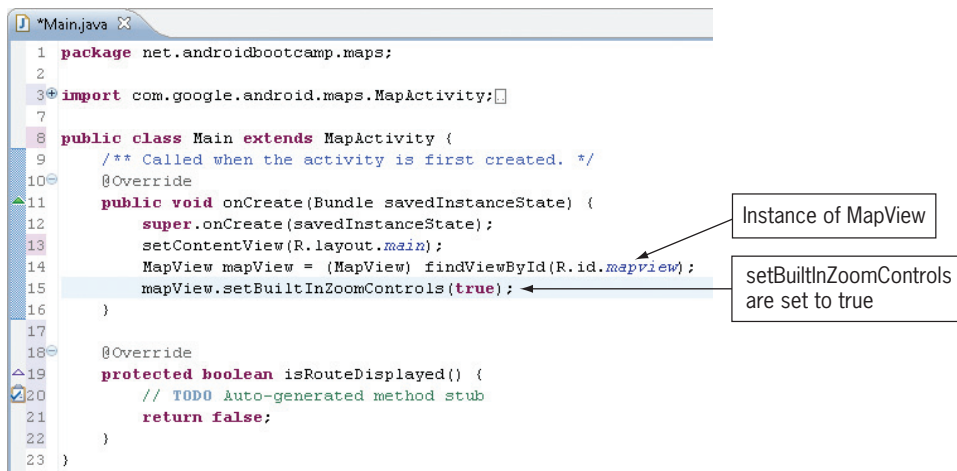 *Main.java
1 package net.androidbootcamp.maps;
2
3 import com.google.android.maps.MapActivity;
7
8 public class Main extends MapActivity {
9 /** Called when the activity is first created. */
10 @Override
11 public void onCreate(Bundle savedInstanceState) {
12 super.onCreate(savedInstanceState);
13 setContentView(R.layout.main);
14 MapView mapView = (MapView) findViewById(R.id.mapview);
15 mapView.setBuiltInZoomControls(true);
16 }
17
18 @Override
19 protected boolean isRouteDisplayed() {
20 // TODO Auto-generated method stub
21 return false;
22 }
23 }
Instance of MapView
setBuiltInZoomControls
are set to true